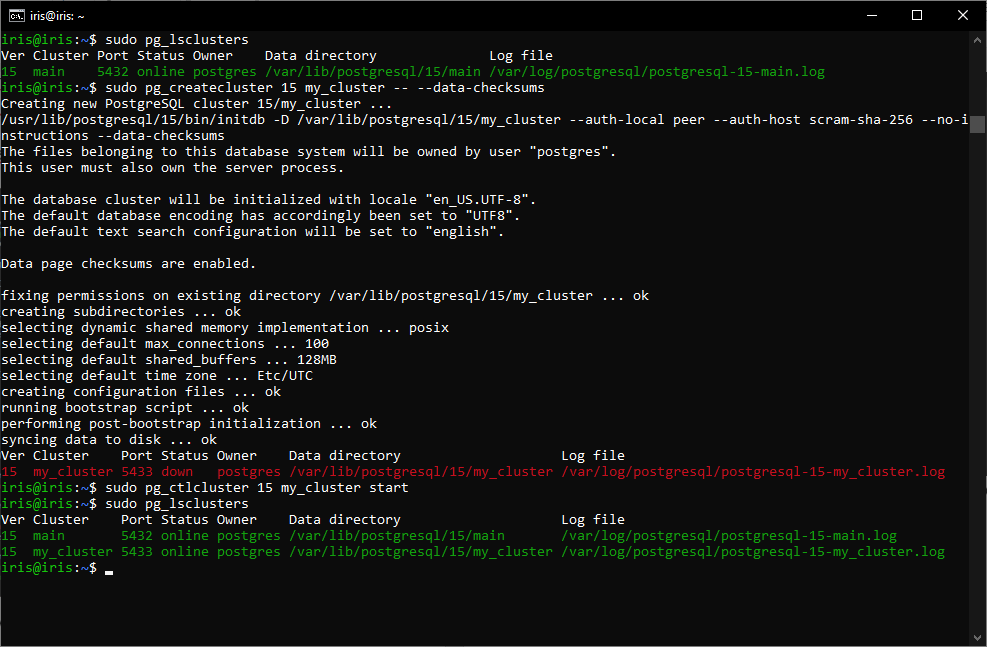 iris@iris: ~
iris@iris:~$ sudo pg_lsclusters
Ver Cluster Port Status Owner    Data directory              Log file
15  main    5432 online postgres /var/lib/postgresql/15/main /var/log/postgresql/postgresql-15-main.log
iris@iris:~$ sudo pg_createcluster 15 my_cluster -- --data-checksums
Creating new PostgreSQL cluster 15/my_cluster ...
/usr/lib/postgresql/15/bin/initdb -D /var/lib/postgresql/15/my_cluster --auth-local peer --auth-host scram-sha-256 --no-i
nstructions --data-checksums
The files belonging to this database system will be owned by user "postgres".
This user must also own the server process.

The database cluster will be initialized with locale "en_US.UTF-8".
The default database encoding has accordingly been set to "UTF8".
The default text search configuration will be set to "english".

Data page checksums are enabled.

fixing permissions on existing directory /var/lib/postgresql/15/my_cluster ... ok
creating subdirectories ... ok
selecting dynamic shared memory implementation ... posix
selecting default max_connections ... 100
selecting default shared_buffers ... 128MB
selecting default time zone ... Etc/UTC
creating configuration files ... ok
running bootstrap script ... ok
performing post-bootstrap initialization ... ok
syncing data to disk ... ok
Ver Cluster    Port Status Owner    Data directory                    Log file
15  my_cluster 5433 down   postgres /var/lib/postgresql/15/my_cluster /var/log/postgresql/postgresql-15-my_cluster.log
iris@iris:~$ sudo pg_ctlcluster 15 my_cluster start
iris@iris:~$ sudo pg_lsclusters
Ver Cluster    Port Status Owner    Data directory                    Log file
15  main       5432 online postgres /var/lib/postgresql/15/main       /var/log/postgresql/postgresql-15-main.log
15  my_cluster 5433 online postgres /var/lib/postgresql/15/my_cluster /var/log/postgresql/postgresql-15-my_cluster.log
iris@iris:~$